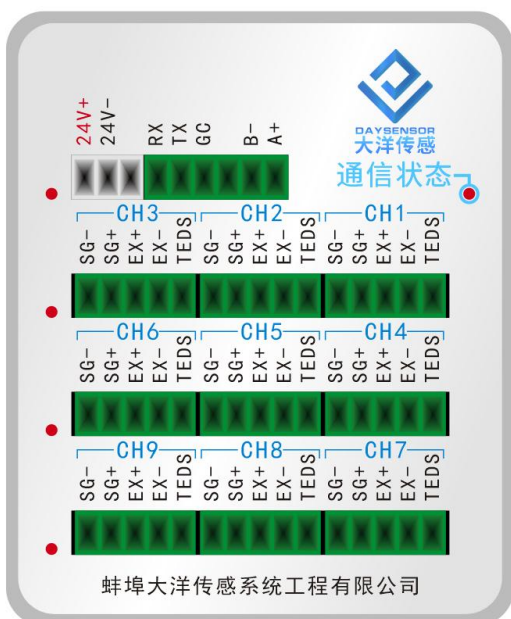 DAYSENSOR
大洋传感
通信状态
24V+ 24V- RX TX GC B- A+
CH3 CH2 CH1
SG- SG+ EX+ EX- TEDS SG- SG+ EX+ EX- TEDS SG- SG+ EX+ EX- TEDS
CH6 CH5 CH4
SG- SG+ EX+ EX- TEDS SG- SG+ EX+ EX- TEDS SG- SG+ EX+ EX- TEDS
CH9 CH8 CH7
SG- SG+ EX+ EX- TEDS SG- SG+ EX+ EX- TEDS SG- SG+ EX+ EX- TEDS
蚌埠大洋传感系统工程有限公司